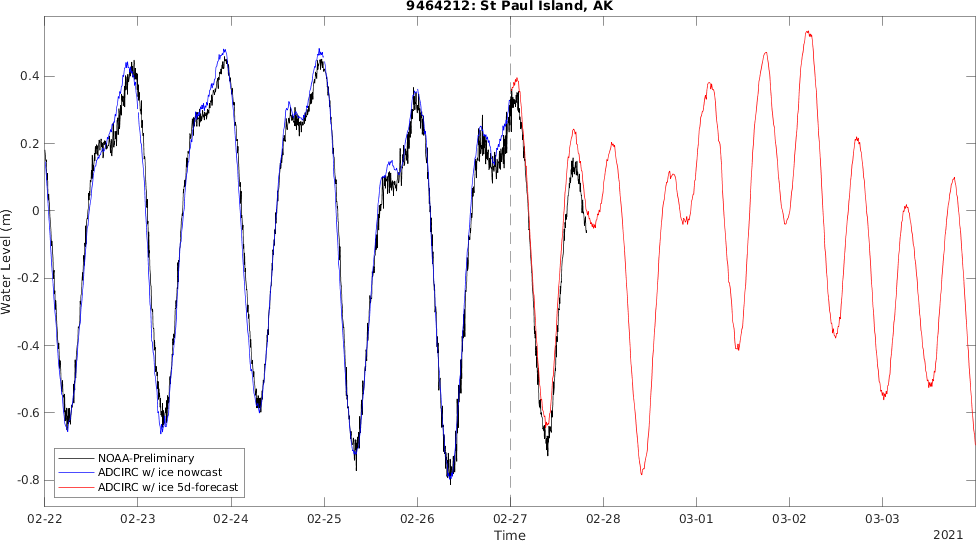 9464212: St Paul Island, AK
Water Level (m)
0.4
0.2
0
-0.2
-0.4
-0.6
-0.8
NOAA-Preliminary
ADCIRC w/ ice nowcast
ADCIRC w/ ice 5d-forecast
02-22 02-23 02-24 02-25 02-26 02-27 02-28 03-01 03-02 03-03
Time
2021